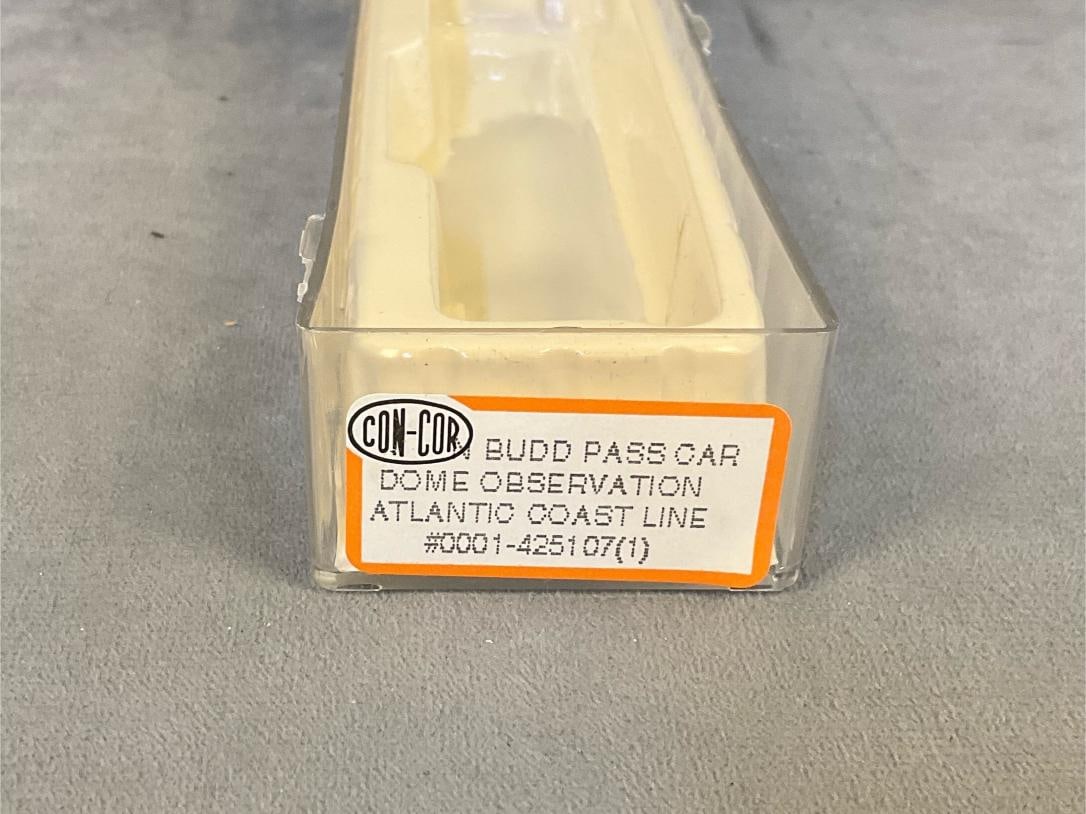 CON-COR
N BUDD PASS CAR
DOME OBSERVATION
ATLANTIC COAST LINE
#0001-425107(1)